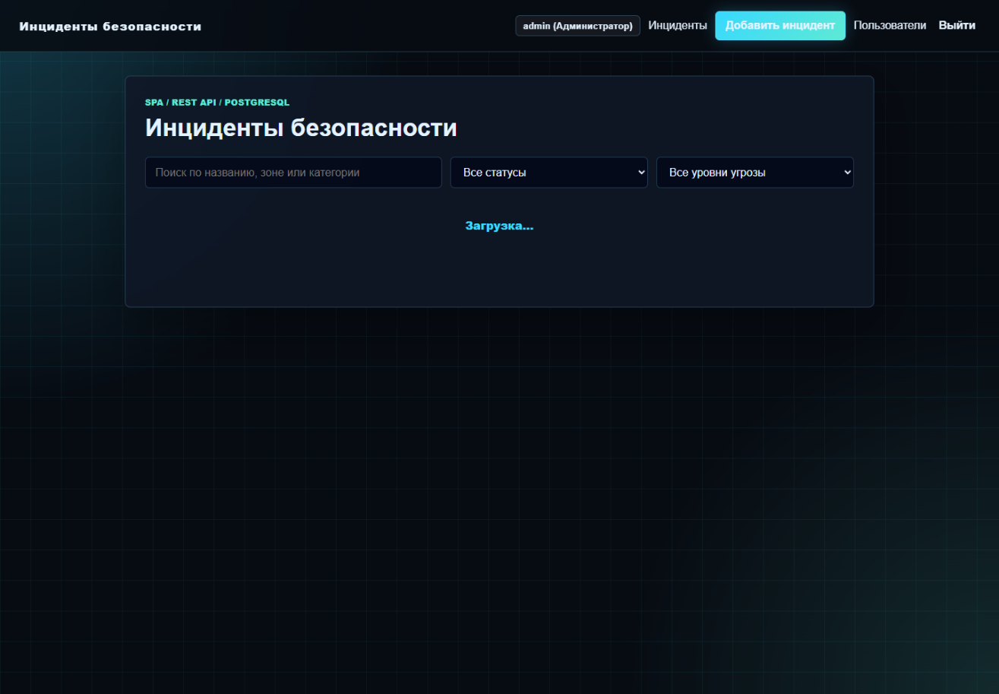 Инциденты безопасности
admin (Администратор) Инциденты Добавить инцидент Пользователи Выйти
SPA / REST API / POSTGRESQL
Инциденты безопасности
Поиск по названию, зоне или категории Все статусы Все уровни угрозы
Загрузка...